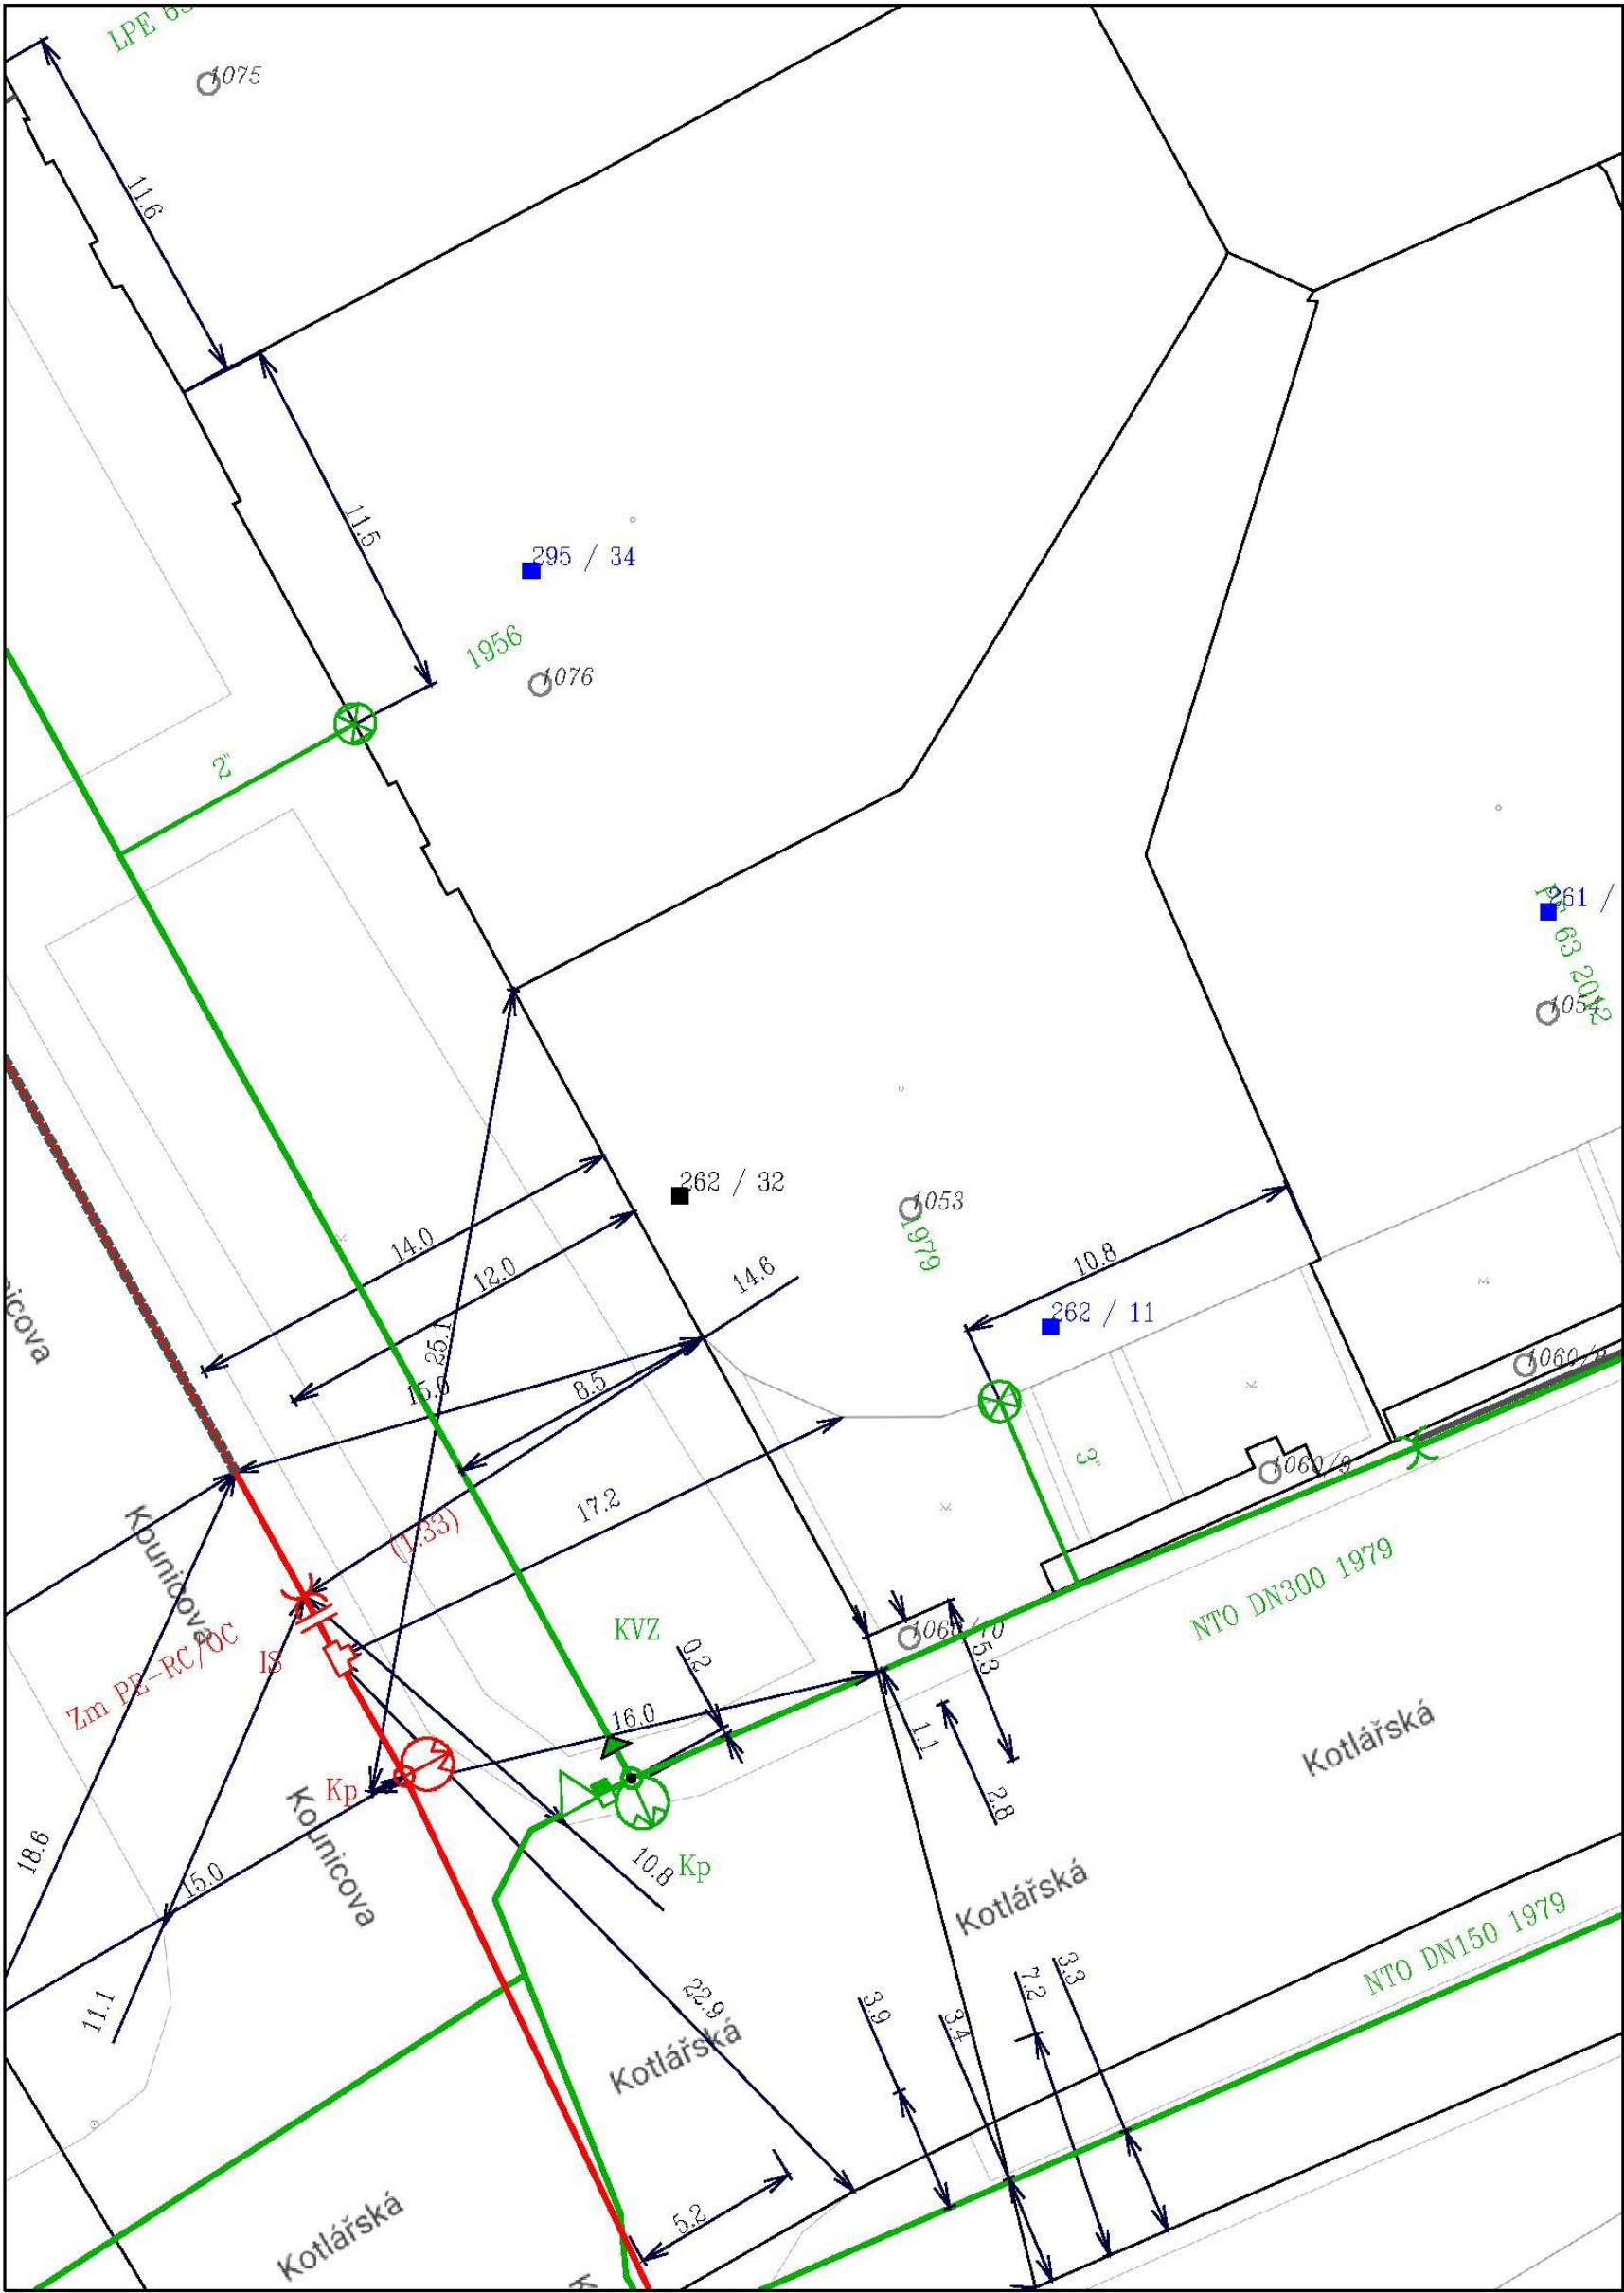 LPE 63
1075
11.6
11.5
295 / 34
1956
1076
2"
261 /
PE 63 2012
1054
262 / 32
1053
1979
14.0
12.0
14.6
10.8
262 / 11
25.1
15.0
8.5
1060/9
3"
17.2
(1:33)
Kounicova
NTO DN300 1979
KVZ
IS
Zm PE-RC/OC
0.2
5.3
16.0
1.1
Kotlářská
2.8
Kp
Kounicova
18.6
15.0
10.8
Kp
Kotlářská
NTO DN150 1979
11.1
22.9
3.9
3.4
7.2
3.3
Kotlářská
5.2
Kotlářská